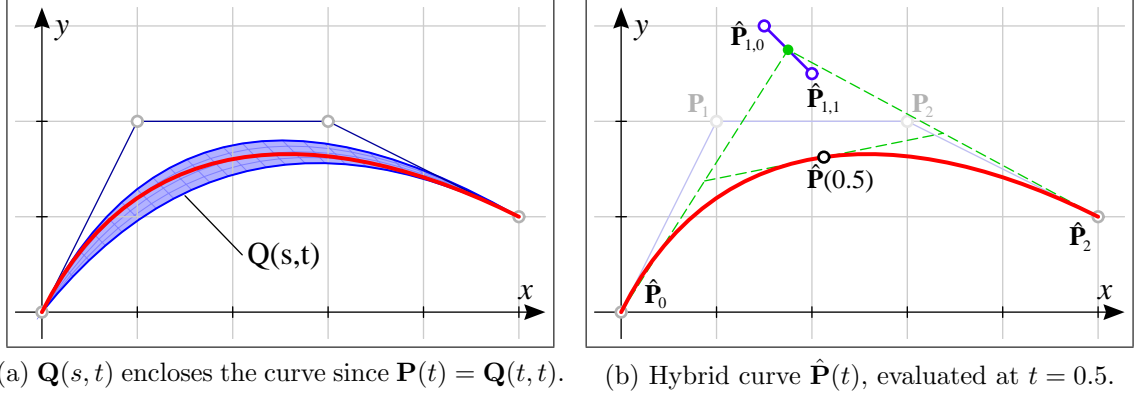 y
Q(s,t)
x
(a) Q(s, t) encloses the curve since P(t) = Q(t, t).
y
P̂1,0
P̂1,1
P1
P2
P̂(0.5)
P̂2
P̂0
x
(b) Hybrid curve P̂(t), evaluated at t = 0.5.